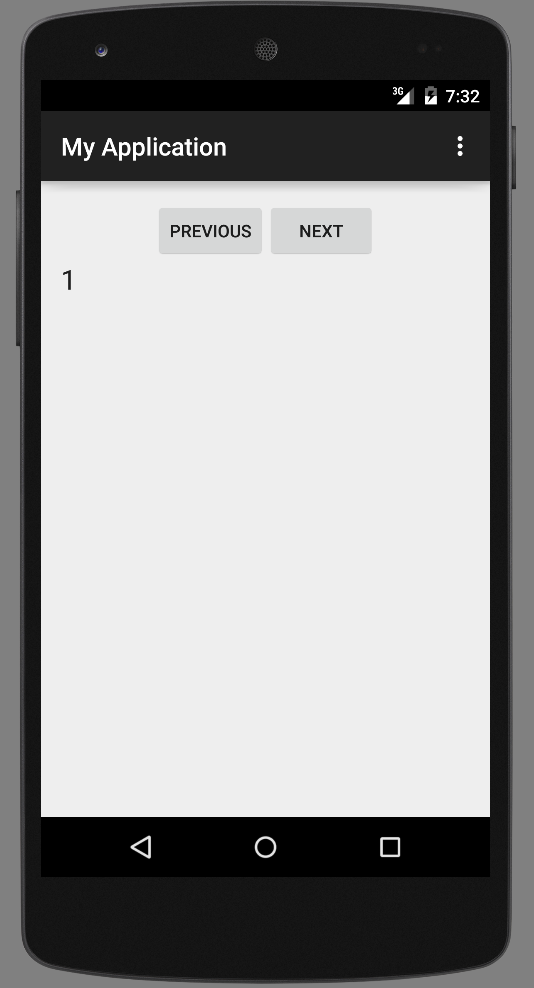 3G 7:32
My Application
PREVIOUS NEXT
1